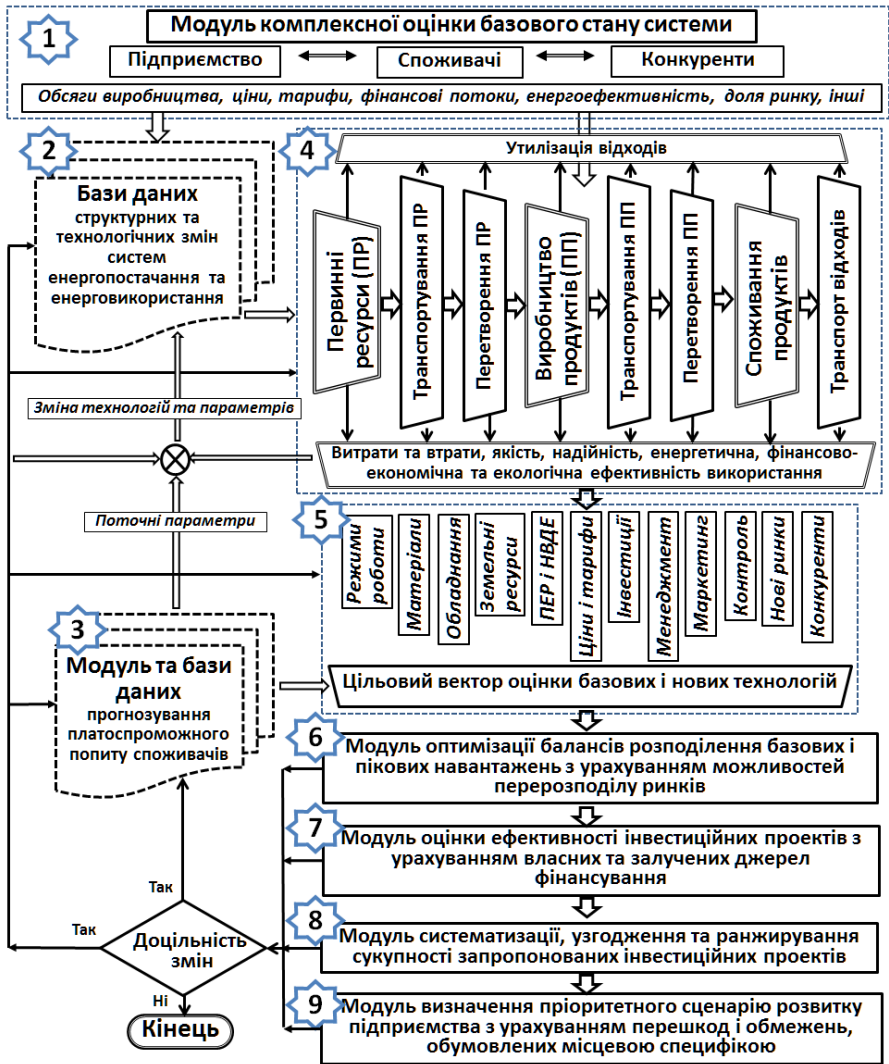 1
Модуль комплексної оцінки базового стану системи
Підприємство
Споживачі
Конкуренти
Обсяги виробництва, ціни, тарифи, фінансові потоки, енергоефективність, доля ринку, інші
2
Бази даних
структурних та
технологічних змін
систем
енергопостачання та
енерговикористання
4
Утилізація відходів
Первинні
ресурси (ПР)
Транспортування ПР
Перетворення ПР
Виробництво
продуктів (ПП)
Транспортування ПП
Перетворення ПП
Споживання
продуктів
Транспорт відходів
Витрати та втрати, якість, надійність, енергетична, фінансово-
економічна та екологічна ефективність використання
Зміна технологій та параметрів
Поточні параметри
5
Режими
роботи
Матеріали
Обладнання
Земельні
ресурси
ПЕР і НВДЕ
Ціни і тарифи
Інвестиції
Менеджмент
Маркетинг
Контроль
Нові ринки
Конкуренти
Цільовий вектор оцінки базових і нових технологій
3
Модуль та бази
даних
прогнозування
платоспроможного
попиту споживачів
6
Модуль оптимізації балансів розподілення базових і
пікових навантажень з урахуванням можливостей
перерозподілу ринків
7
Модуль оцінки ефективності інвестиційних проектів з
урахуванням власних та залучених джерел
фінансування
8
Модуль систематизації, узгодження та ранжирування
сукупності запропонованих інвестиційних проектів
9
Модуль визначення пріоритетного сценарію розвитку
підприємства з урахуванням перешкод і обмежень,
обумовлених місцевою специфікою
Так
Так
Доцільність
змін
Ні
Кінець